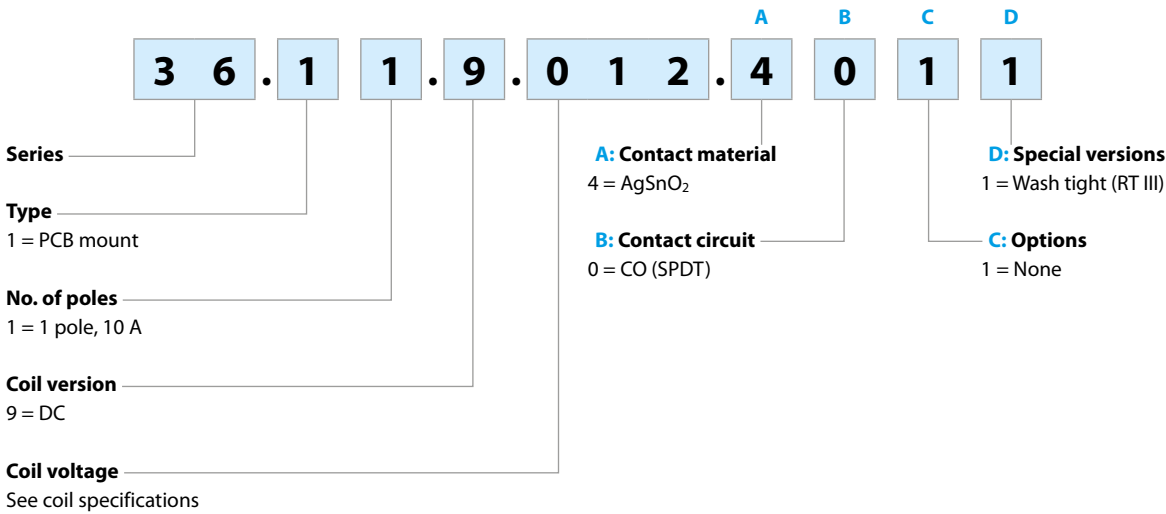 A B C D
3 6 . 1 1 . 9 . 0 1 2 . 4 0 1 1
Series
Type
1 = PCB mount
No. of poles
1 = 1 pole, 10 A
Coil version
9 = DC
Coil voltage
See coil specifications
A: Contact material
4 = AgSnO₂
B: Contact circuit
0 = CO (SPDT)
D: Special versions
1 = Wash tight (RT III)
C: Options
1 = None